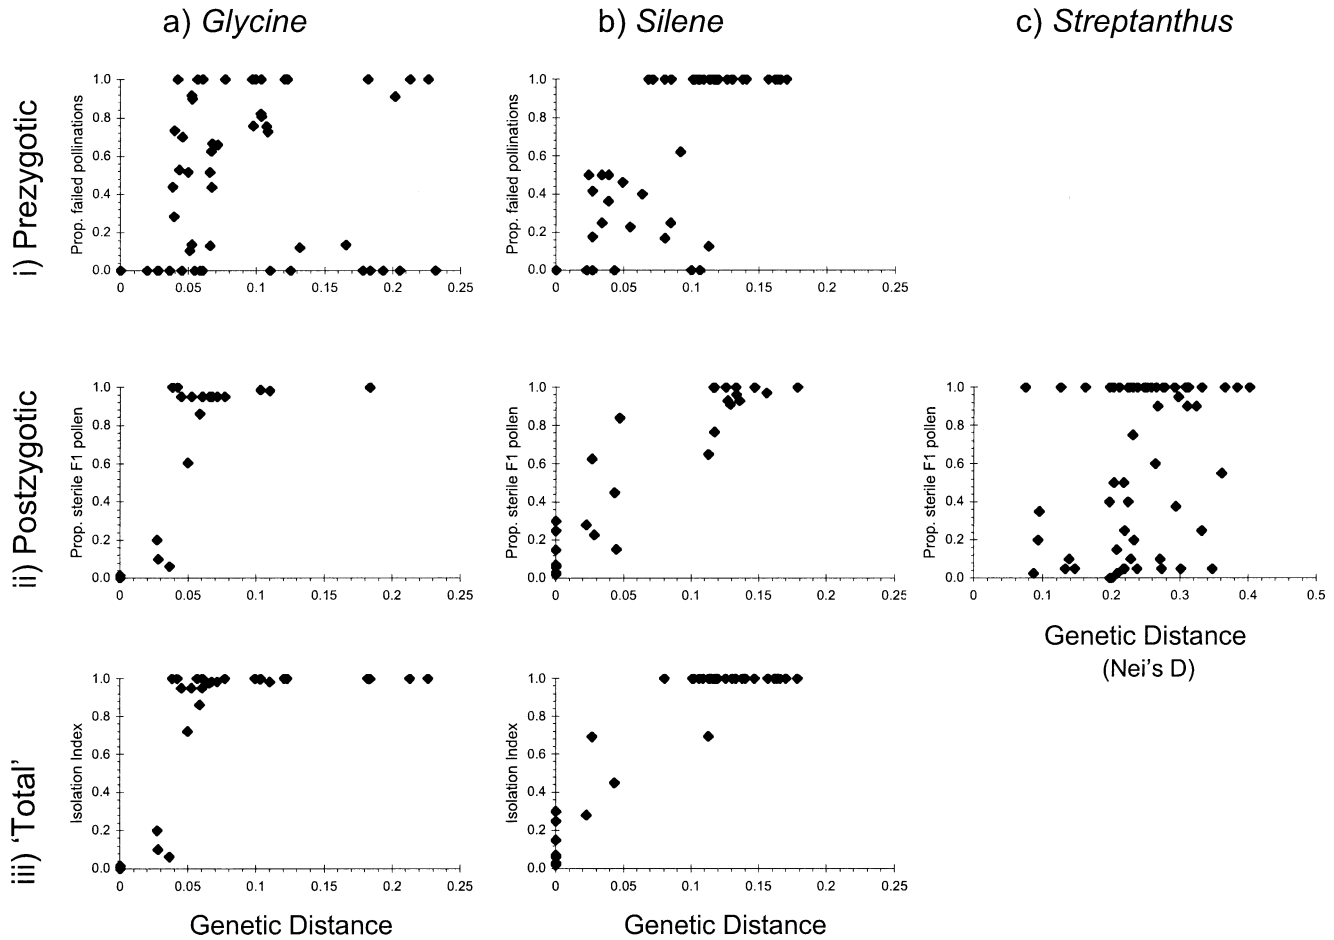 a) Glycine
b) Silene
c) Streptanthus
i) Prezygotic
Prop. failed pollinations
1.0
0.8
0.6
0.4
0.2
0.0
0 0.05 0.1 0.15 0.2 0.25
Prop. failed pollinations
1.0
0.8
0.6
0.4
0.2
0.0
0 0.05 0.1 0.15 0.2 0.25
ii) Postzygotic
Prop. sterile F1 pollen
1.0
0.8
0.6
0.4
0.2
0.0
0 0.05 0.1 0.15 0.2 0.25
Prop. sterile F1 pollen
1.0
0.8
0.6
0.4
0.2
0.0
0 0.05 0.1 0.15 0.2 0.25
Prop. sterile F1 pollen
1.0
0.8
0.6
0.4
0.2
0.0
0 0.1 0.2 0.3 0.4 0.5
Genetic Distance
(Nei's D)
iii) ‘Total’
Isolation Index
1.0
0.8
0.6
0.4
0.2
0.0
0 0.05 0.1 0.15 0.2 0.25
Genetic Distance
Isolation Index
1.0
0.8
0.6
0.4
0.2
0.0
0 0.05 0.1 0.15 0.2 0.25
Genetic Distance